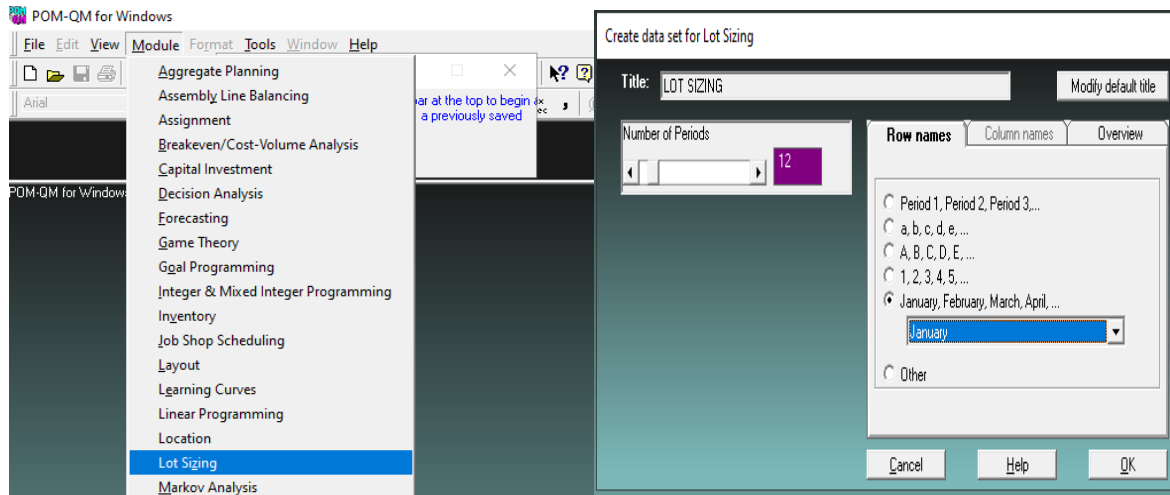 POM-QM for Windows
File Edit View Module Format Tools Window Help
Arial
Aggregate Planning
Assembly Line Balancing
Assignment
Breakeven/Cost-Volume Analysis
Capital Investment
Decision Analysis
Forecasting
Game Theory
Goal Programming
Integer & Mixed Integer Programming
Inventory
Job Shop Scheduling
Layout
Learning Curves
Linear Programming
Location
Lot Sizing
Markov Analysis
bar at the top to begin
a previously saved
POM-QM for Windows
Create data set for Lot Sizing
Title: LOT SIZING
Modify default title
Number of Periods
12
Row names Column names Overview
Period 1, Period 2, Period 3,...
a, b, c, d, e, ...
A, B, C, D, E, ...
1, 2, 3, 4, 5, ...
January, February, March, April, ...
January
Other
Cancel Help OK